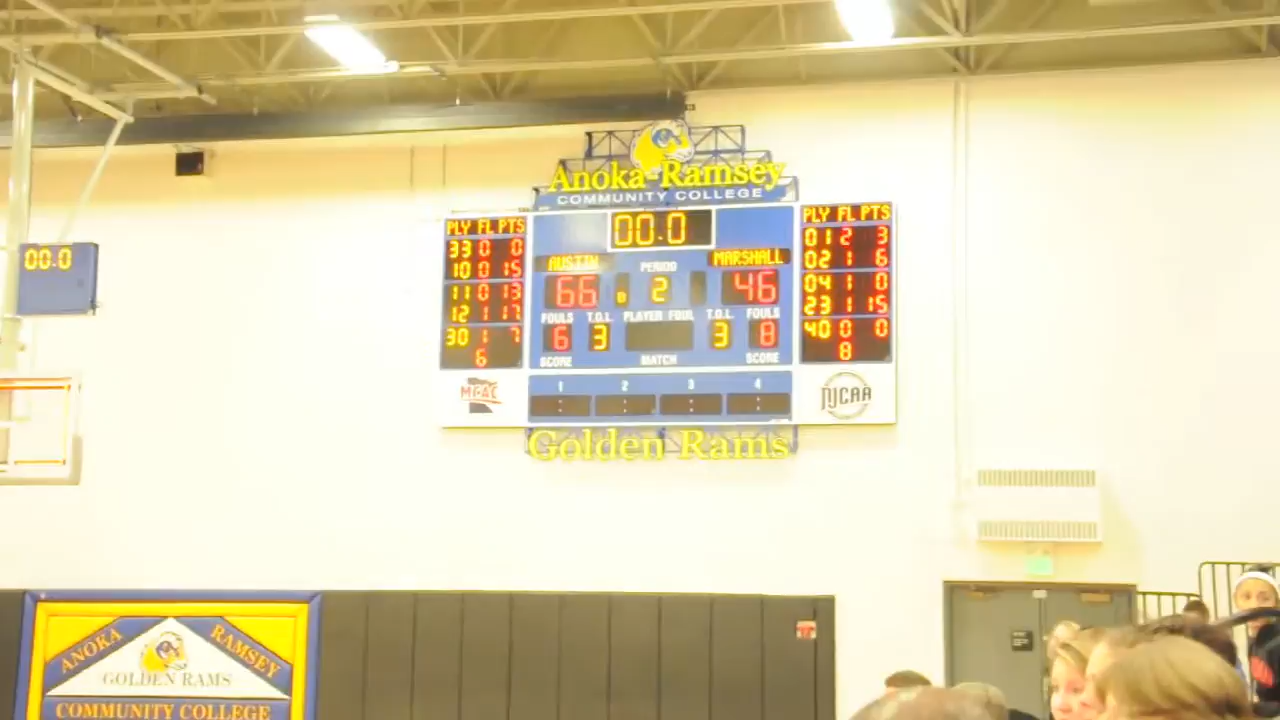 Anoka-Ramsey
COMMUNITY COLLEGE
00.0
00.0
PLY FL PTS
33 0 0
10 0 15
11 0 13
12 1 17
30 1 7
6
AUSTIN PERIOD MARSHALL
66 2 46
FOULS T.O.L. PLAYER FOUL T.O.L. FOULS
6 3 3 8
SCORE MATCH SCORE
1 2 3 4
PLY FL PTS
01 2 3
02 1 6
04 1 0
23 1 15
40 0 0
8
MCAC
NJCAA
Golden Rams
ANOKA RAMSEY
GOLDEN RAMS
COMMUNITY COLLEGE